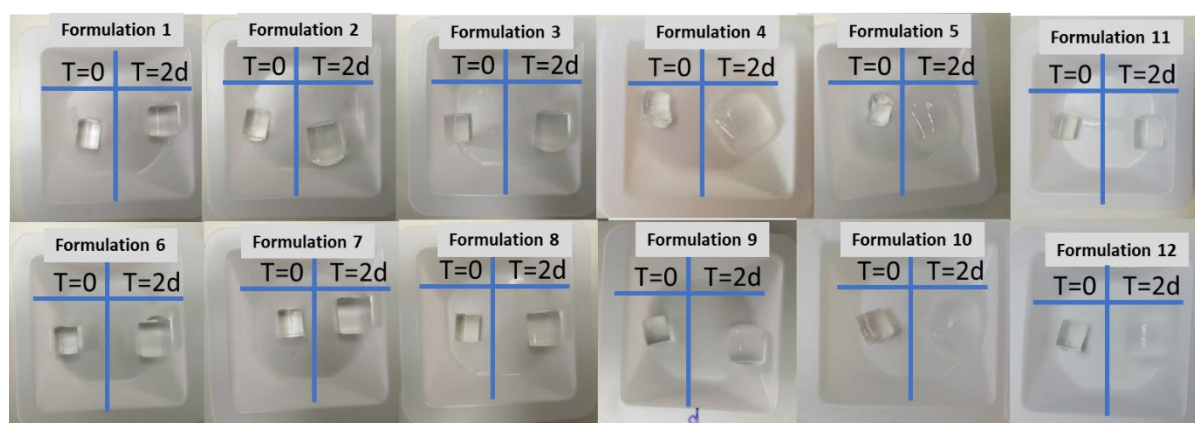 Formulation 1
T=0 T=2d
Formulation 2
T=0 T=2d
Formulation 3
T=0 T=2d
Formulation 4
T=0 T=2d
Formulation 5
T=0 T=2d
Formulation 11
T=0 T=2d
Formulation 6
T=0 T=2d
Formulation 7
T=0 T=2d
Formulation 8
T=0 T=2d
Formulation 9
T=0 T=2d
Formulation 10
T=0 T=2d
Formulation 12
T=0 T=2d